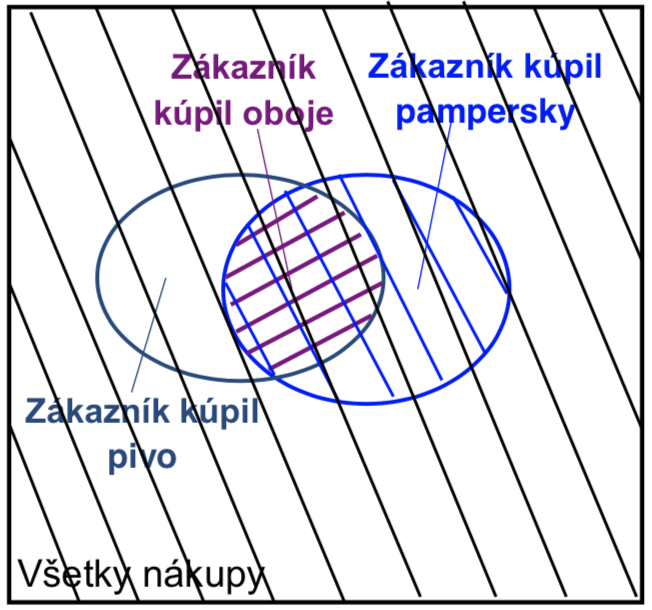 Zákazník
kúpil oboje
Zákazník kúpil
pampersky
Zákazník kúpil
pivo
Všetky nákupy